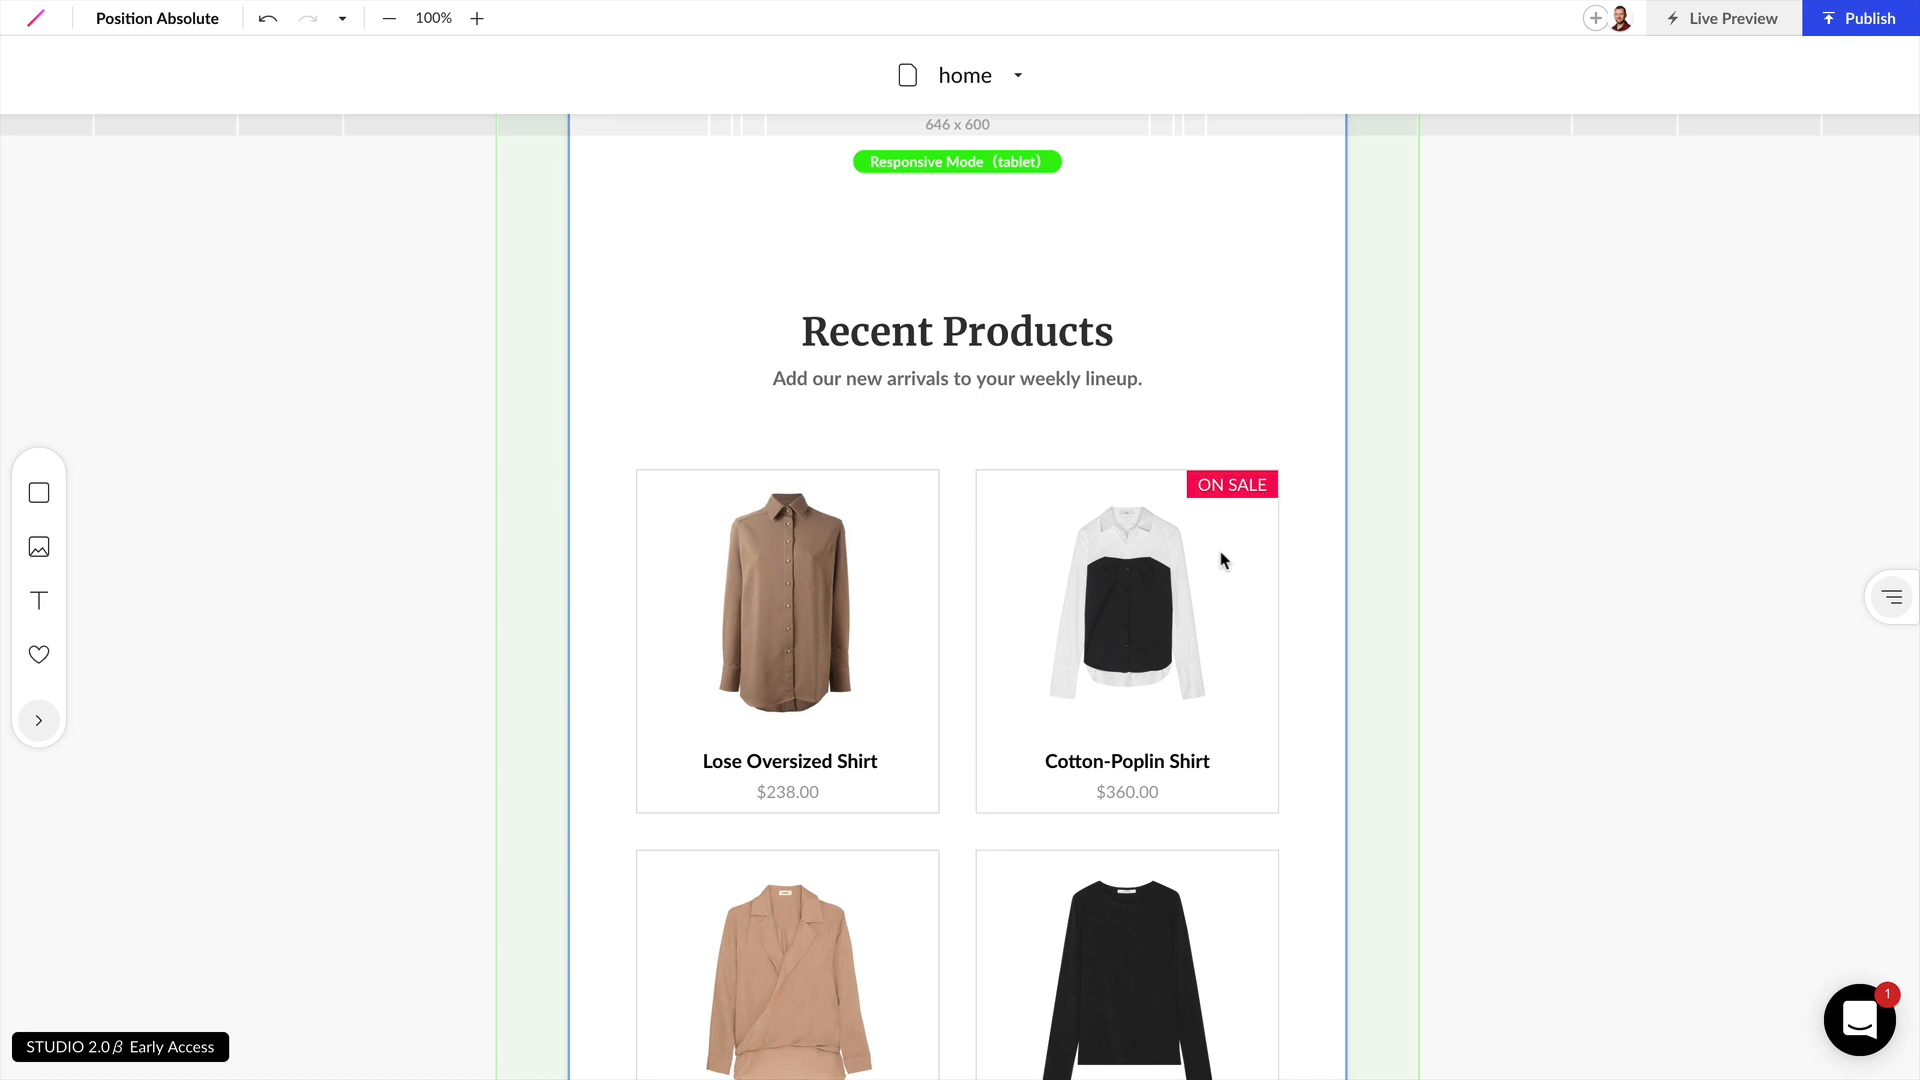 Position Absolute
100%
Live Preview
Publish
home
646 x 600
Responsive Mode (tablet)
Recent Products
Add our new arrivals to your weekly lineup.
ON SALE
Lose Oversized Shirt
$238.00
Cotton-Poplin Shirt
$360.00
STUDIO 2.0 β Early Access
1